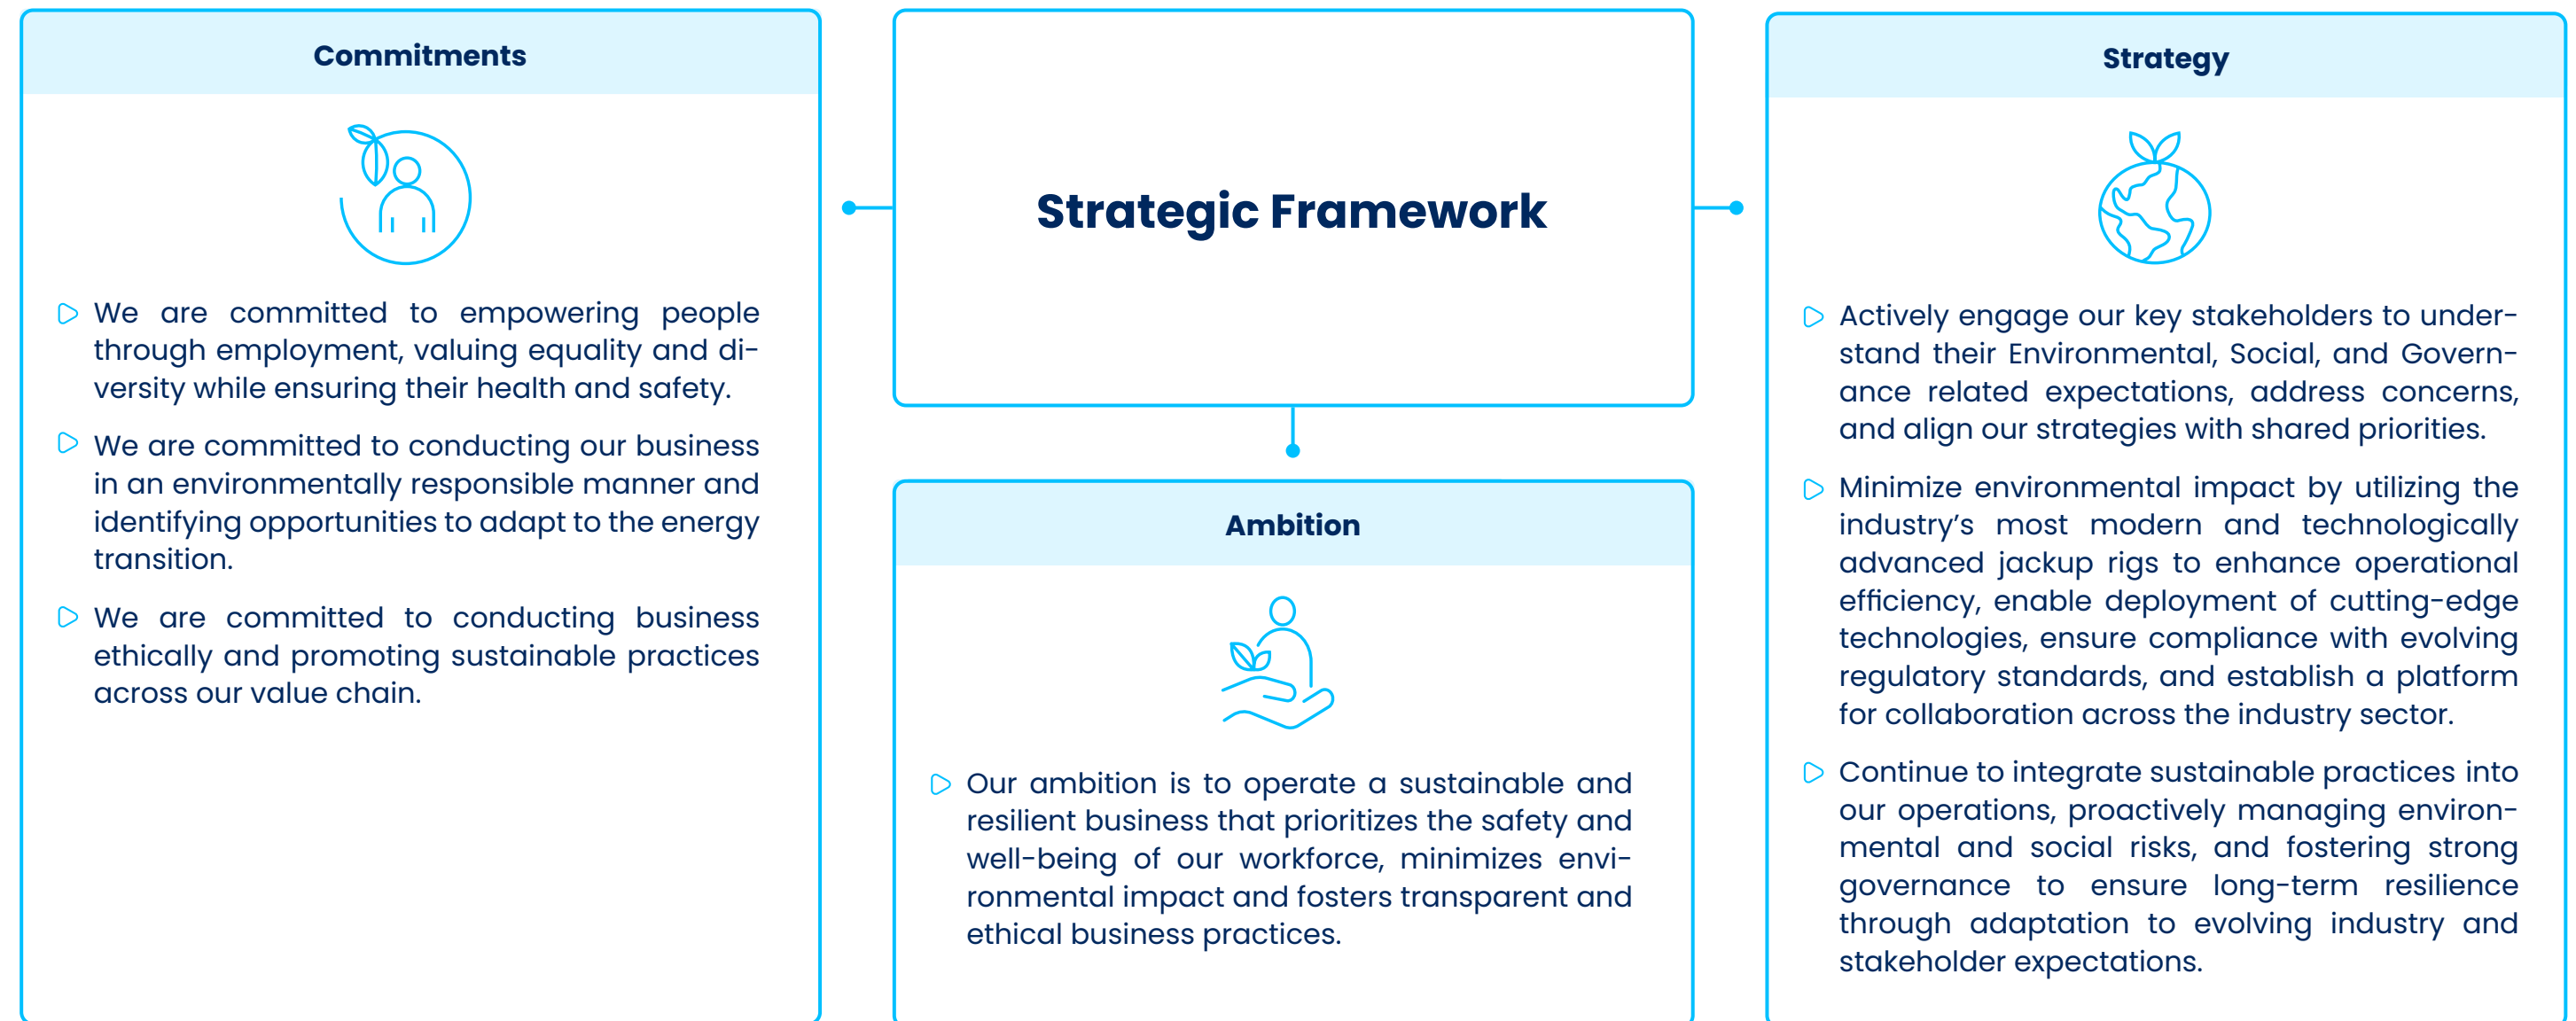 Commitments
We are committed to empowering people
through employment, valuing equality and di-
versity while ensuring their health and safety.
We are committed to conducting our business
in an environmentally responsible manner and
identifying opportunities to adapt to the energy
transition.
We are committed to conducting business
ethically and promoting sustainable practices
across our value chain.
Strategic Framework
Ambition
Our ambition is to operate a sustainable and
resilient business that prioritizes the safety and
well-being of our workforce, minimizes envi-
ronmental impact and fosters transparent and
ethical business practices.
Strategy
Actively engage our key stakeholders to under-
stand their Environmental, Social, and Govern-
ance related expectations, address concerns,
and align our strategies with shared priorities.
Minimize environmental impact by utilizing the
industry’s most modern and technologically
advanced jackup rigs to enhance operational
efficiency, enable deployment of cutting-edge
technologies, ensure compliance with evolving
regulatory standards, and establish a platform
for collaboration across the industry sector.
Continue to integrate sustainable practices into
our operations, proactively managing environ-
mental and social risks, and fostering strong
governance to ensure long-term resilience
through adaptation to evolving industry and
stakeholder expectations.